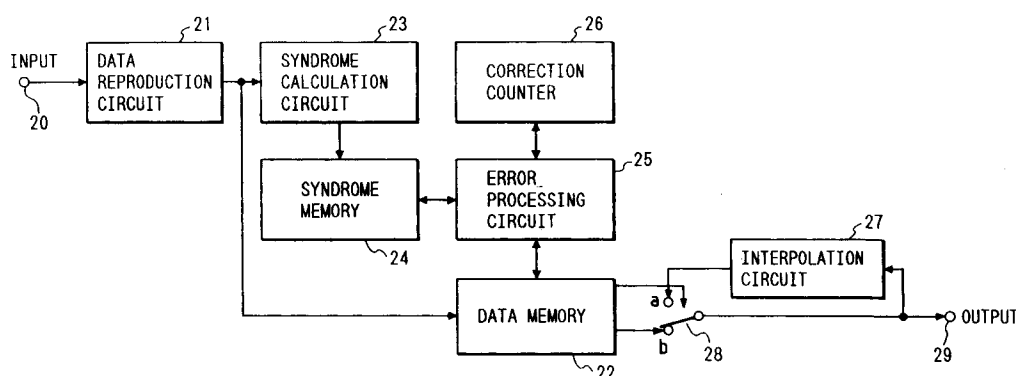 21
DATA
REPRODUCTION
CIRCUIT
INPUT
20
23
SYNDROME
CALCULATION
CIRCUIT
26
CORRECTION
COUNTER
SYNDROME
MEMORY
24
25
ERROR
PROCESSING
CIRCUIT
27
INTERPOLATION
CIRCUIT
DATA MEMORY
22
a
b
28
OUTPUT
29